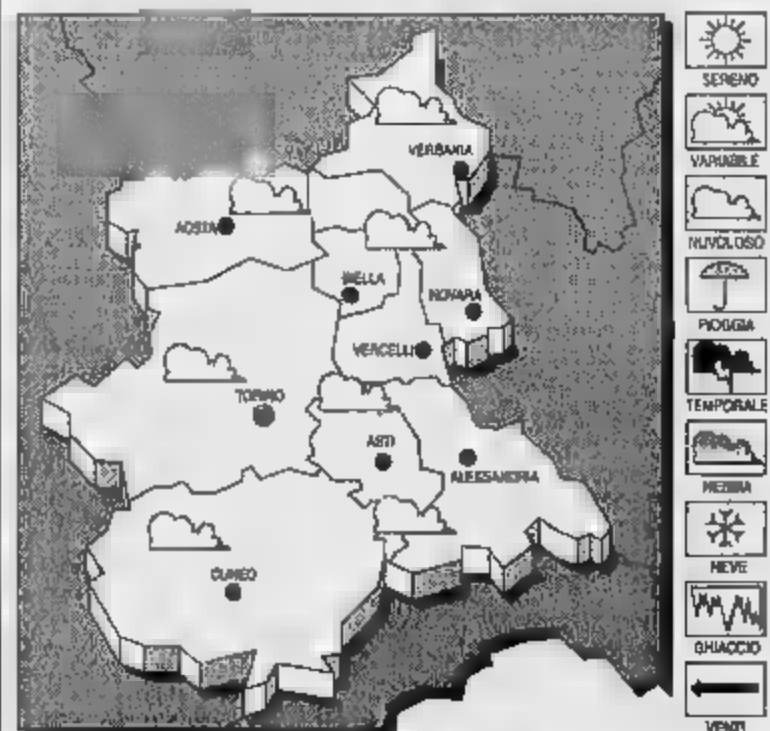 VERBANIA
AOSTA
BIELLA
NOVARA
VERCELLI
TORINO
ASTI
ALESSANDRIA
CUNEO
SERENO
VARIABILE
NUVOLOSO
PIOGGIA
TEMPORALE
NEBBIA
NEVE
GHIACCIO
VENTI